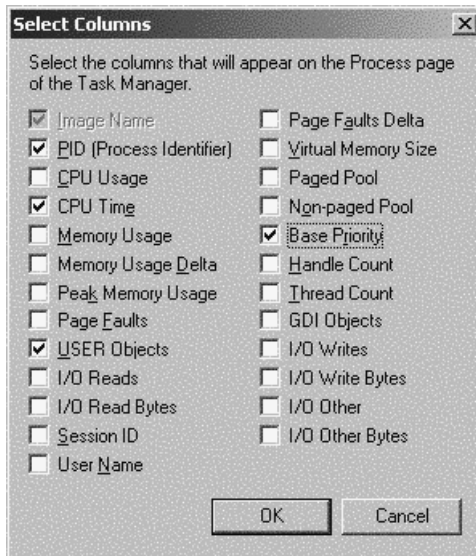 Select Columns
Select the columns that will appear on the Process page
of the Task Manager.
Image Name
PID (Process Identifier)
CPU Usage
CPU Time
Memory Usage
Memory Usage Delta
Peak Memory Usage
Page Faults
USER Objects
I/O Reads
I/O Read Bytes
Session ID
User Name
Page Faults Delta
Virtual Memory Size
Paged Pool
Non-paged Pool
Base Priority
Handle Count
Thread Count
GDI Objects
I/O Writes
I/O Write Bytes
I/O Other
I/O Other Bytes
OK
Cancel